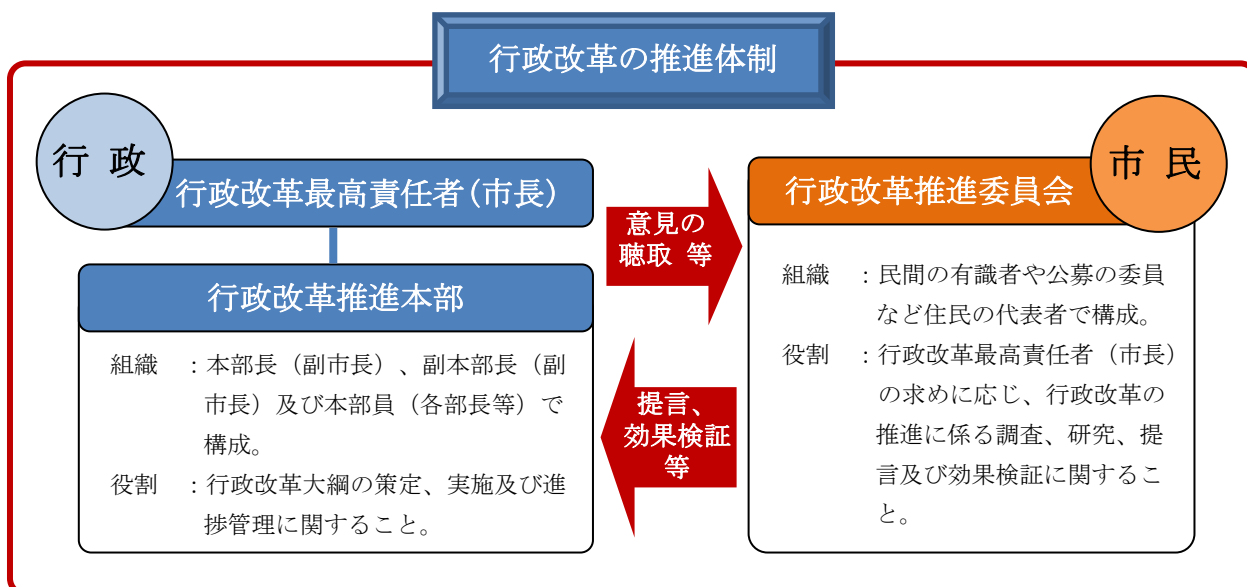 行政改革の推進体制
行 政
行政改革最高責任者(市長)
行政改革推進本部
組織 ：本部長（副市長）、副本部長（副
市長）及び本部員（各部長等）で
構成。
役割 ：行政改革大綱の策定、実施及び進
捗管理に関すること。
意見の
聴取 等
提言、
効果検証
等
市 民
行政改革推進委員会
組織 ：民間の有識者や公募の委員
など住民の代表者で構成。
役割 ：行政改革最高責任者（市長）
の求めに応じ、行政改革の
推進に係る調査、研究、提
言及び効果検証に関するこ
と。